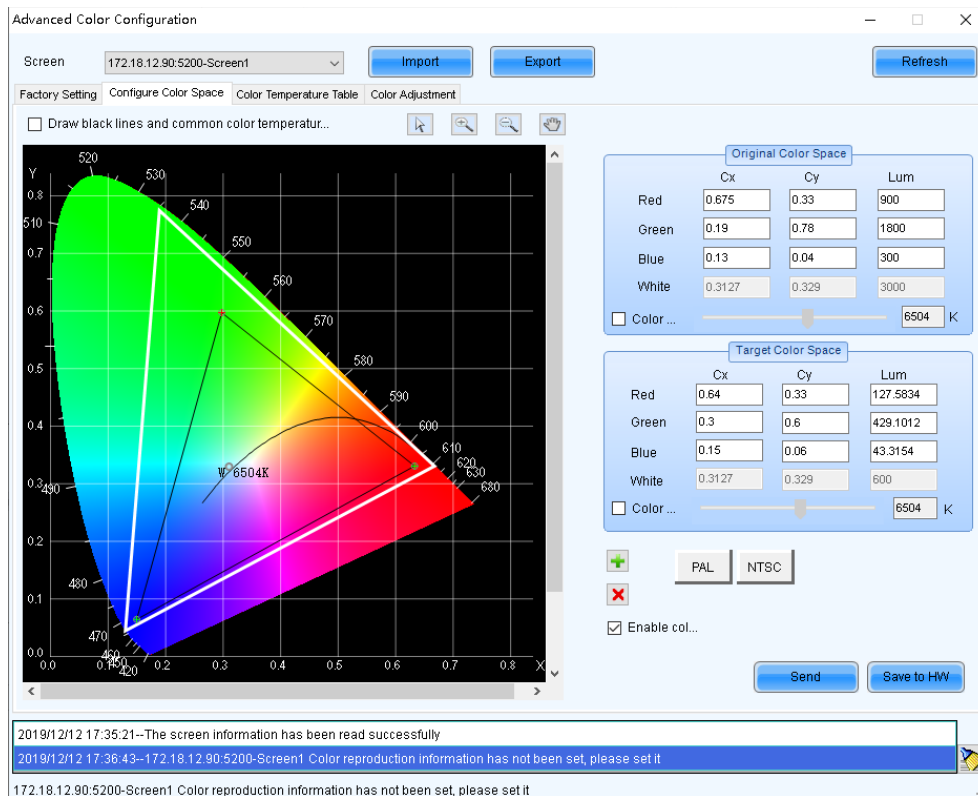 Advanced Color Configuration
Screen 172.18.12.90:5200-Screen1 Import Export Refresh
Factory Setting Configure Color Space Color Temperature Table Color Adjustment
Draw black lines and common color temperatur...
Original Color Space
Cx Cy Lum
Red 0.675 0.33 900
Green 0.19 0.78 1800
Blue 0.13 0.04 300
White 0.3127 0.329 3000
Color ... 6504 K
Target Color Space
Cx Cy Lum
Red 0.64 0.33 127.5834
Green 0.3 0.6 429.1012
Blue 0.15 0.06 43.3154
White 0.3127 0.329 600
Color ... 6504 K
PAL NTSC
Enable col...
Send Save to HW
Y
0.8
0.7
0.6
0.5
0.4
0.3
0.2
0.1
0.0
0.0 0.1 0.2 0.3 0.4 0.5 0.6 0.7 0.8 X
520
530
540
510
550
560
570
580
590
600
610
620
630
680
490
480
470
460
450
420
W 6504K
2019/12/12 17:35:21--The screen information has been read successfully
2019/12/12 17:36:43--172.18.12.90:5200-Screen1 Color reproduction information has not been set, please set it
172.18.12.90:5200-Screen1 Color reproduction information has not been set, please set it